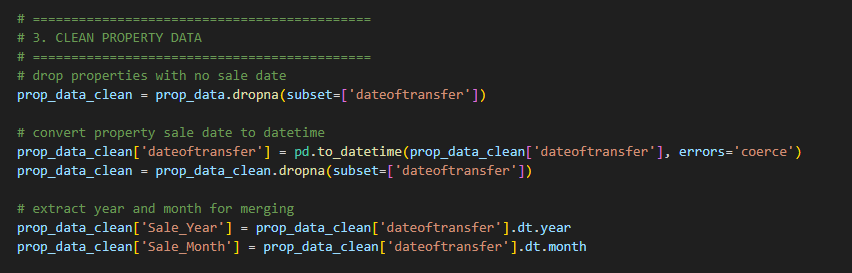 # ============================================
# 3. CLEAN PROPERTY DATA
# ============================================
# drop properties with no sale date
prop_data_clean = prop_data.dropna(subset=['dateoftransfer'])
# convert property sale date to datetime
prop_data_clean['dateoftransfer'] = pd.to_datetime(prop_data_clean['dateoftransfer'], errors='coerce')
prop_data_clean = prop_data_clean.dropna(subset=['dateoftransfer'])
# extract year and month for merging
prop_data_clean['Sale_Year'] = prop_data_clean['dateoftransfer'].dt.year
prop_data_clean['Sale_Month'] = prop_data_clean['dateoftransfer'].dt.month